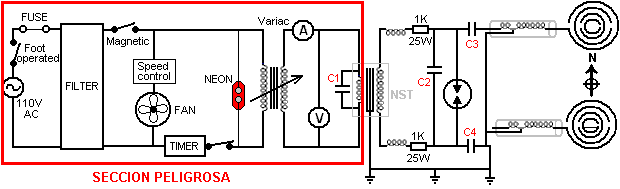 FUSE
Foot
operated
110V
AC
FILTER
Magnetic
Speed
control
FAN
TIMER
NEON
Variac
A
V
C1
NST
1K
25W
C2
1K
25W
C3
C4
N
SECCION PELIGROSA